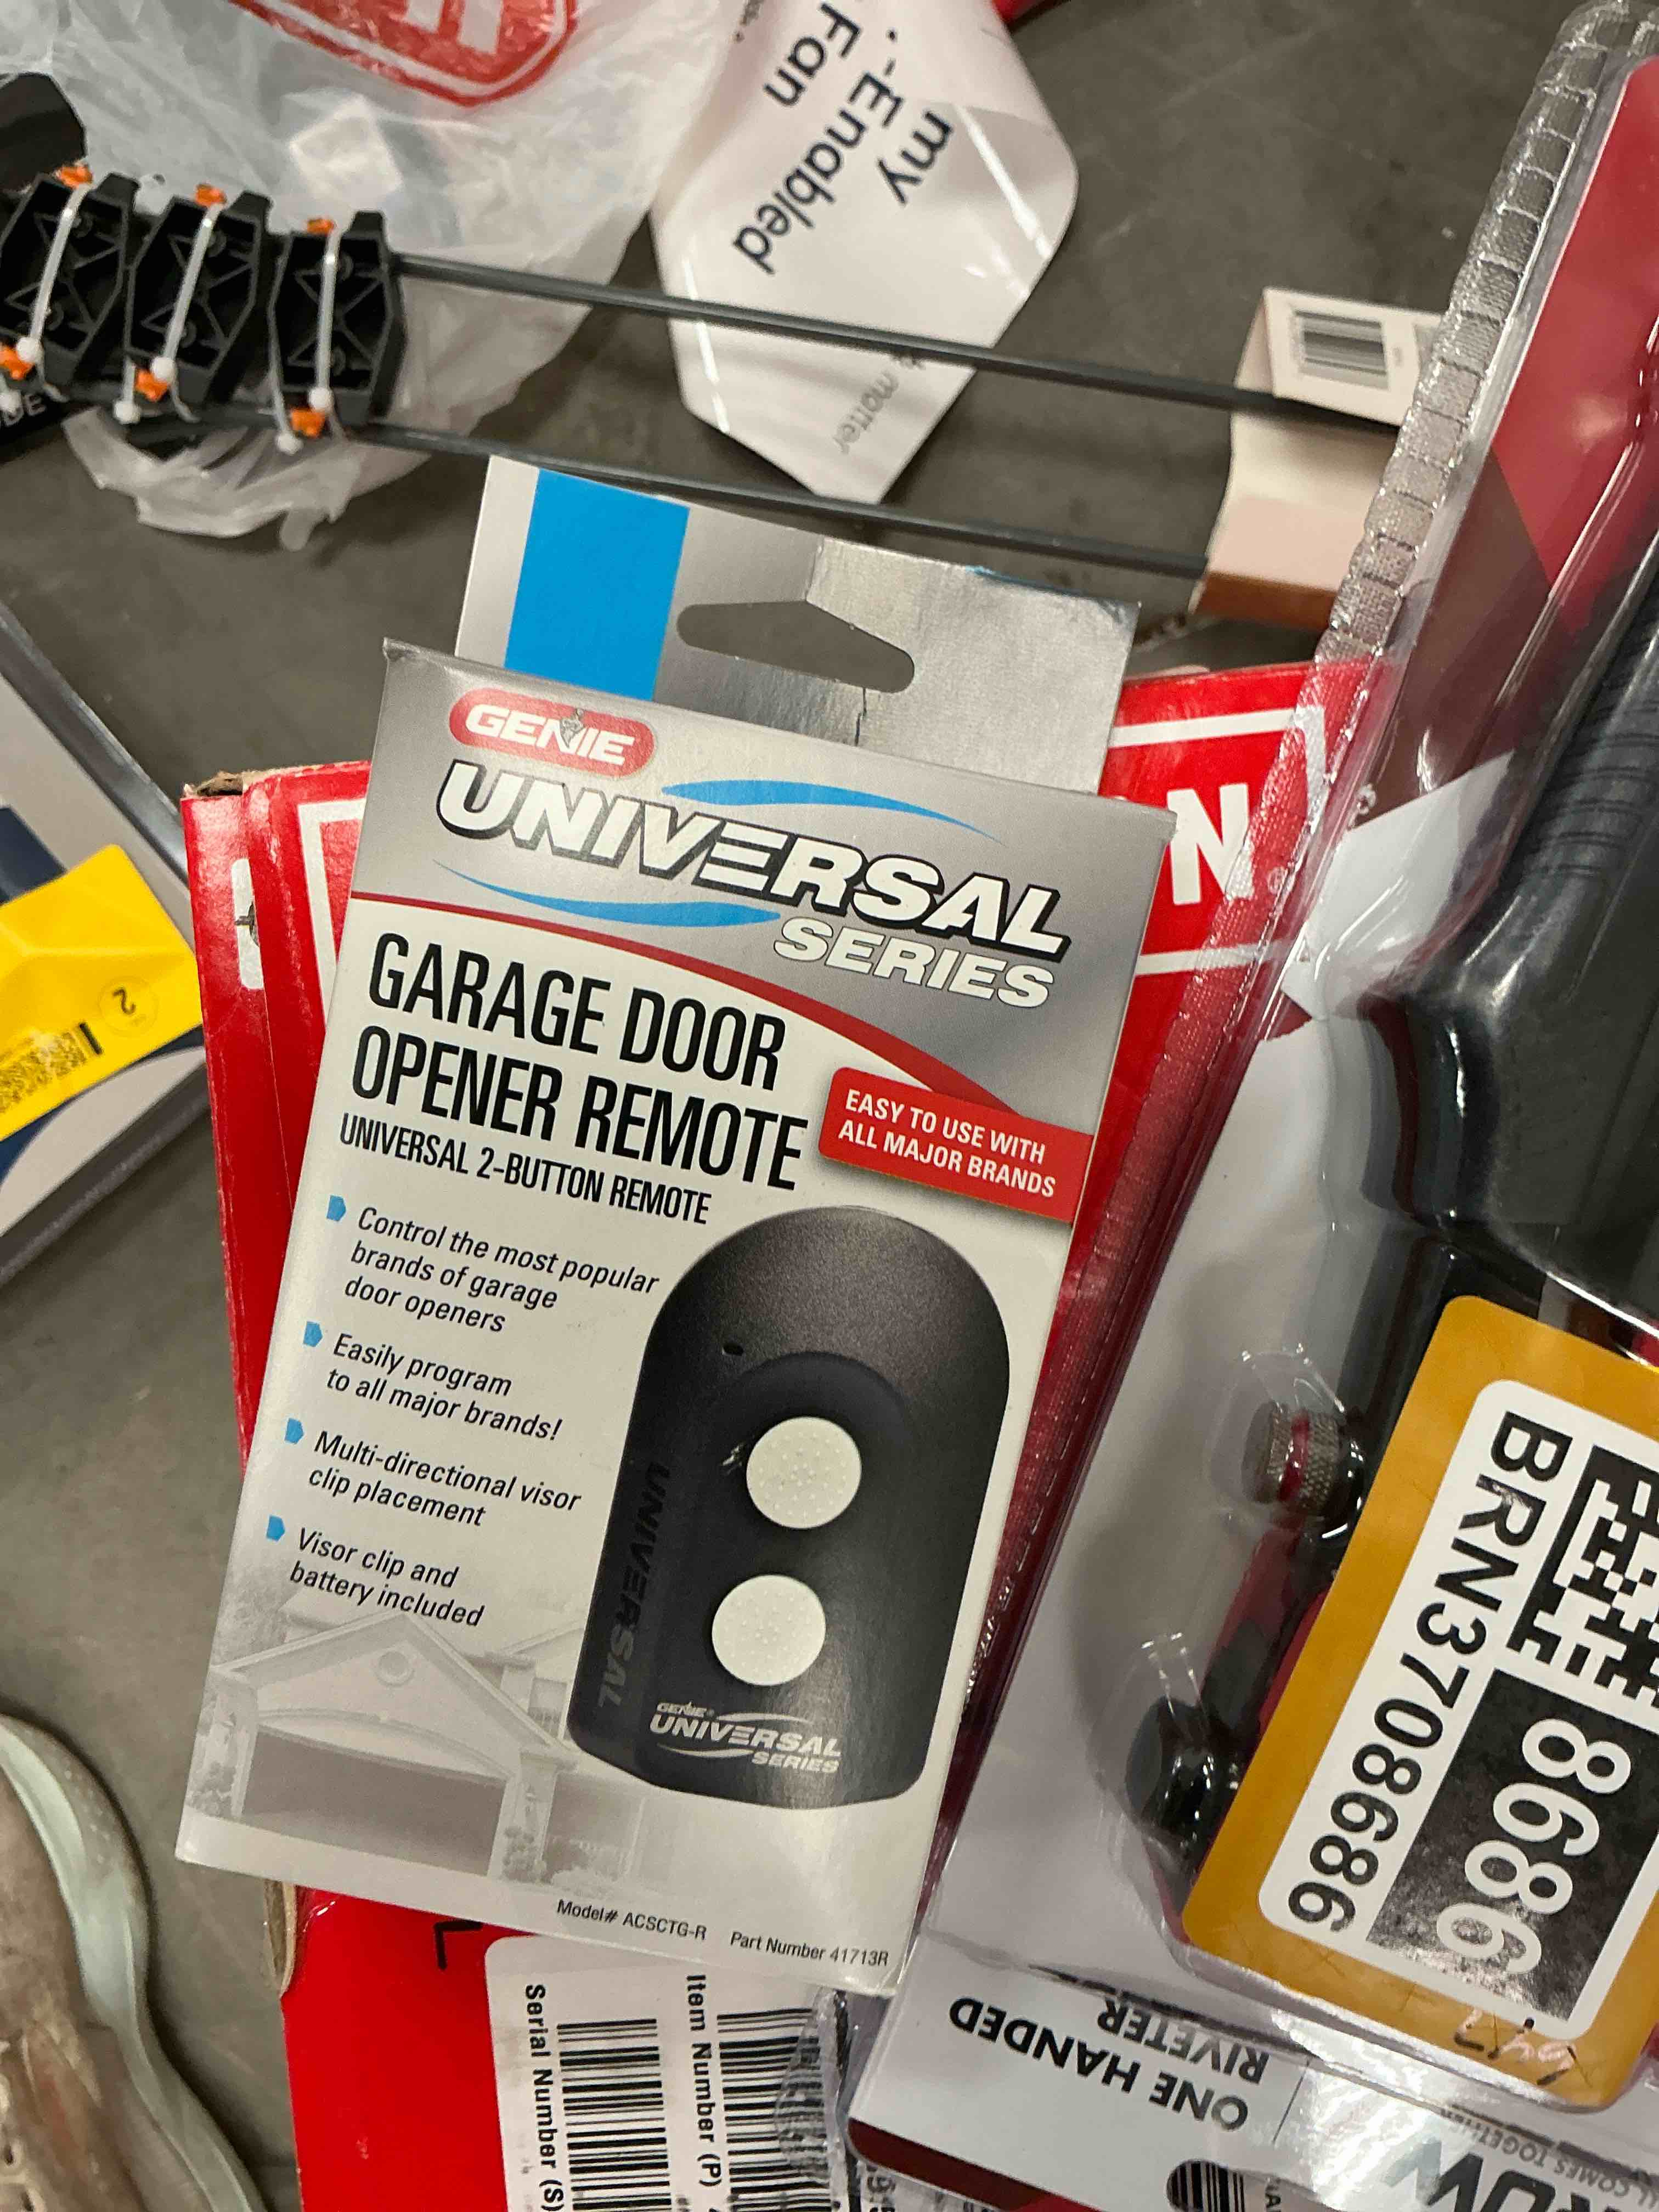 my
-Enabled
Fan
motter
GENIE
UNIVERSAL
SERIES
GARAGE DOOR
OPENER REMOTE
UNIVERSAL 2-BUTTON REMOTE
EASY TO USE WITH
ALL MAJOR BRANDS
Control the most popular
brands of garage
door openers
Easily program
to all major brands!
Multi-directional visor
clip placement
Visor clip and
battery included
UNIVERSAL
GENIE
UNIVERSAL
SERIES
Model# ACSCTG-R Part Number 41713R
N
2
BRN3708686
8686
ONE HANDED
RIVETER
Serial Number (S)
Item Number (P)